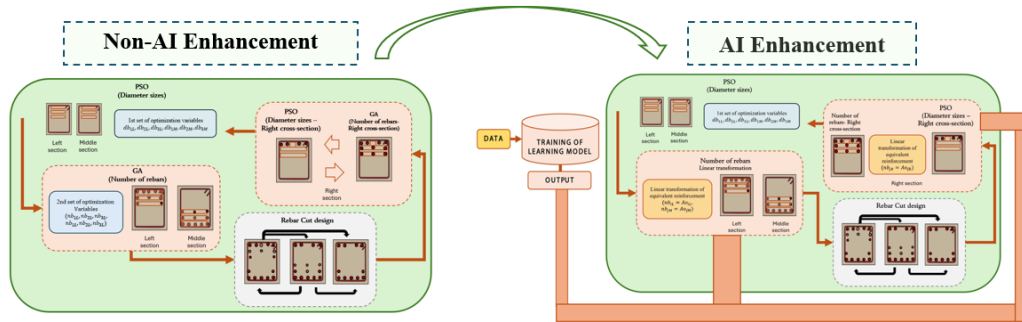 Non-AI Enhancement
AI Enhancement
PSO
(Diameter sizes)
Left
section
Middle
section
1st set of optimization variables
PSO
(Diameter sizes –
Right cross-section)
GA
(Number of rebars-
Right cross-section)
Right
section
GA
(Number of rebars)
2nd set of optimization
Variables
Left
section
Middle
section
Rebar Cut design
DATA
TRAINING OF
LEARNING MODEL
OUTPUT
PSO
(Diameter sizes)
Left
section
Middle
section
1st set of optimization variables
Number of
rebars- Right
cross-section
PSO
(Diameter sizes –
Right cross-section)
Linear
transformation of
equivalent
reinforcement
Right section
Number of rebars
Linear transformation
Linear transformation of
equivalent reinforcement
Left
section
Middle
section
Rebar Cut design